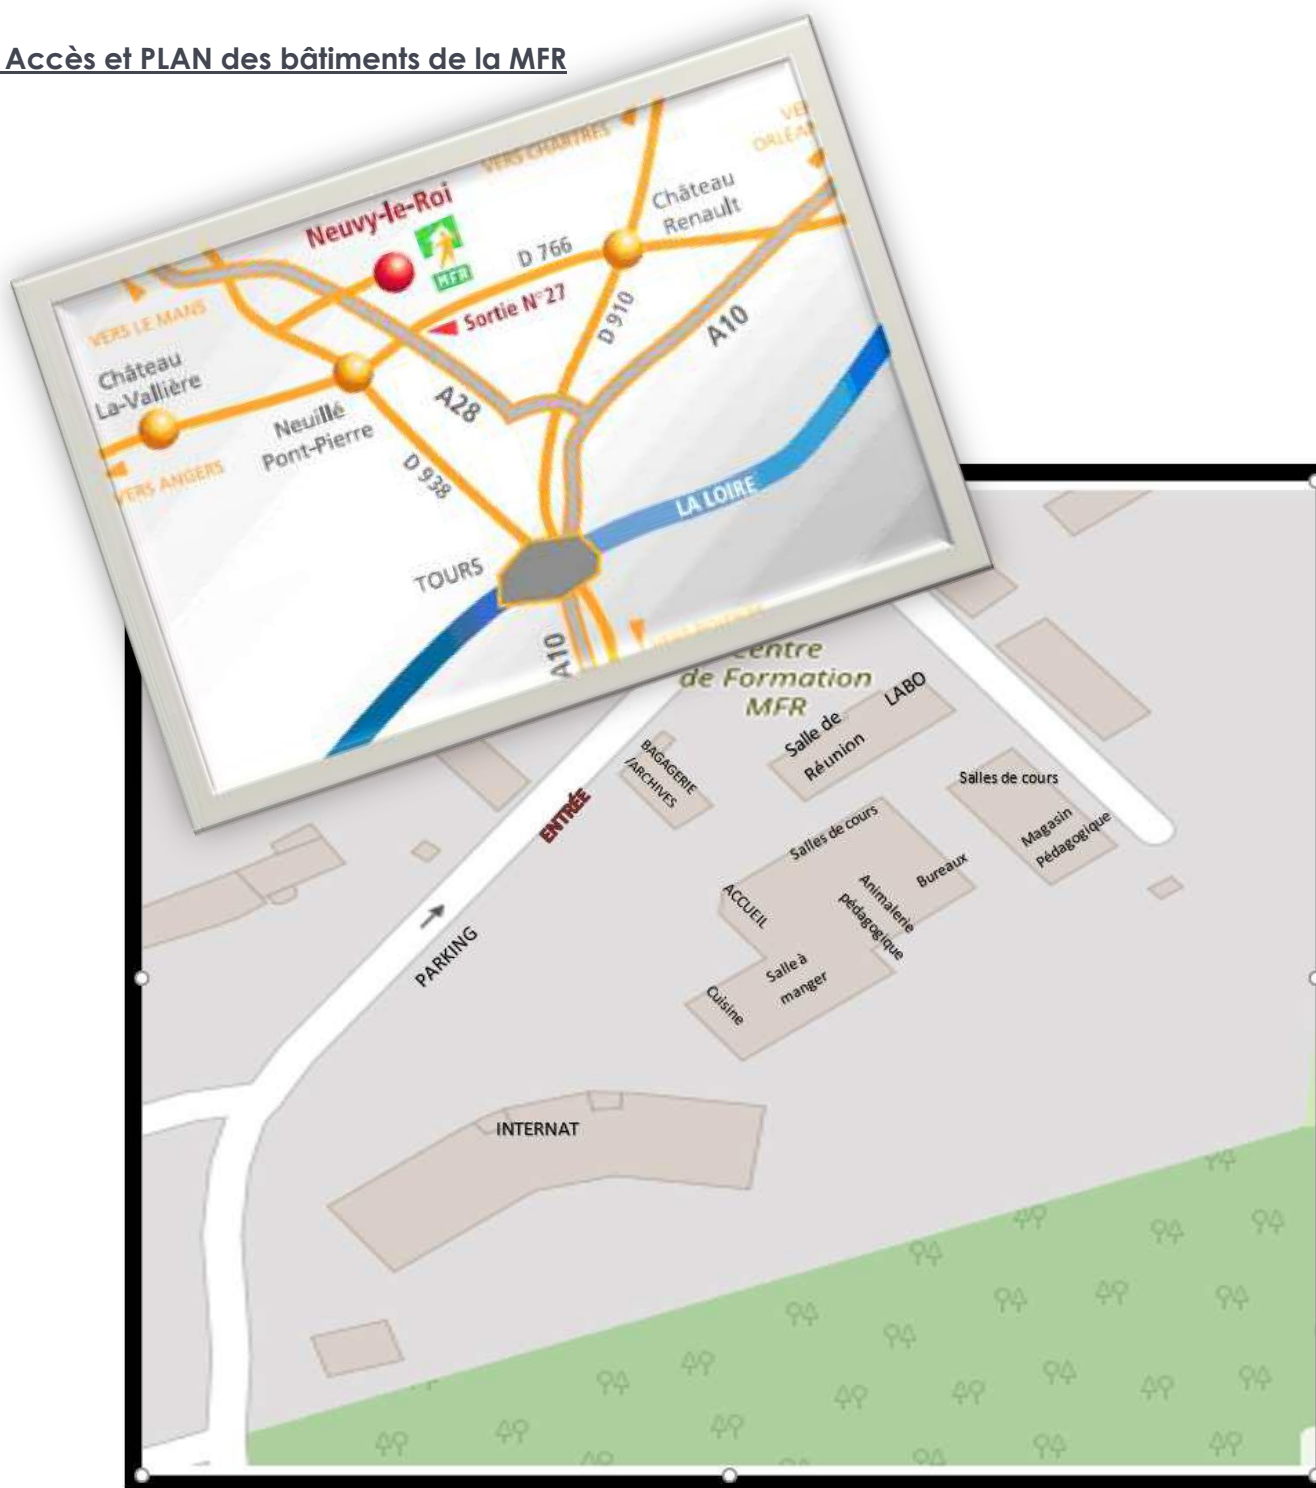 Accès et PLAN des bâtiments de la MFR
VERS CHARTRES
ORLÉA
Château
Renault
Neuvy-le-Roi
MFR
D 766
Sortie N°27
D 910
A10
VERS LE MANS
Château
La-Vallière
Neuillé
Pont-Pierre
A28
VERS ANGERS
D 938
LA LOIRE
TOURS
A10
Centre
de Formation
MFR
LABO
Salle de
Réunion
BAGAGERIE
/ARCHIVES
ENTRÉE
Salles de cours
Magasin
Pédagogique
Salles de cours
Bureaux
ACCUEIL
Animalerie
pédagogique
PARKING
Salle à
manger
Cuisine
INTERNAT